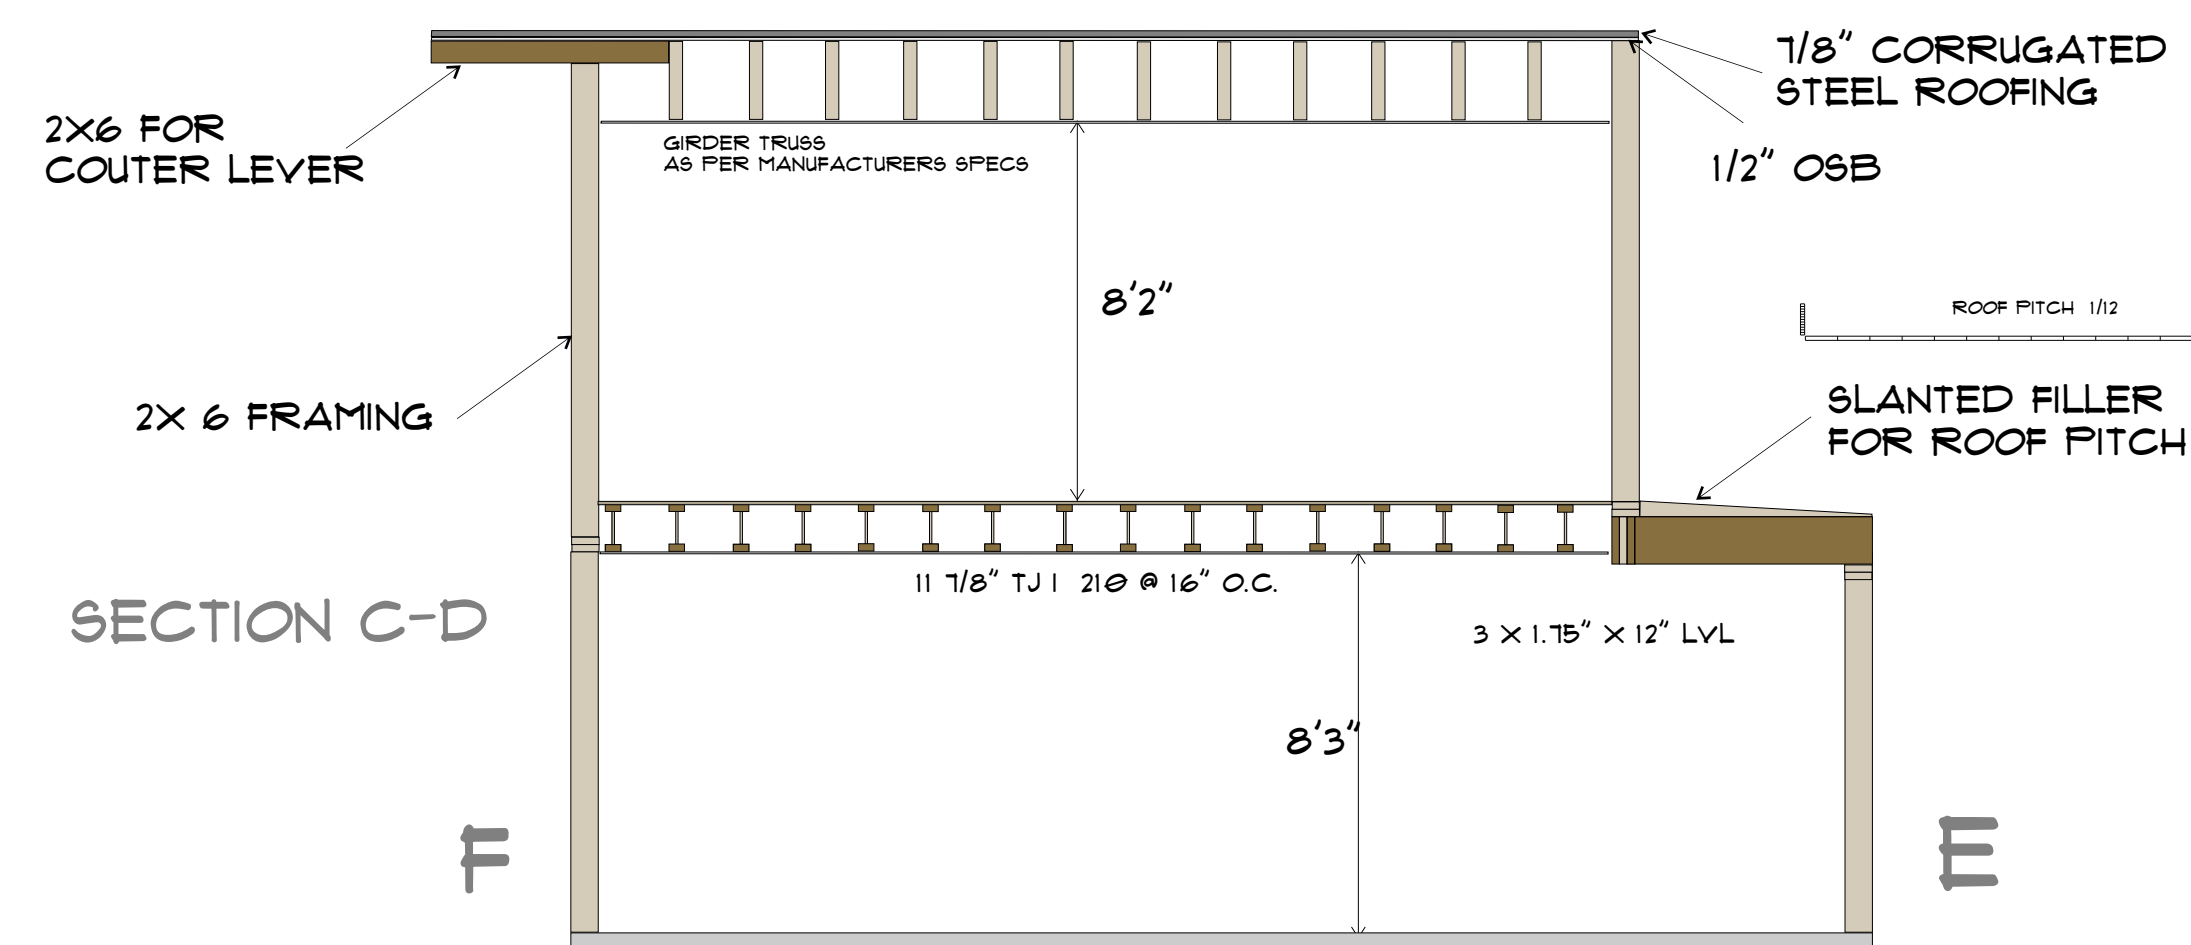 7/8" CORRUGATED
STEEL ROOFING
2X6 FOR
COUTER LEVER
GIRDER TRUSS
AS PER MANUFACTURERS SPECS
1/2" OSB
8'2"
ROOF PITCH 1/12
2X 6 FRAMING
SLANTED FILLER
FOR ROOF PITCH
11 7/8" TJ I 210 @ 16" O.C.
SECTION C-D
3 X 1.75" X 12" LVL
8'3"
F
E